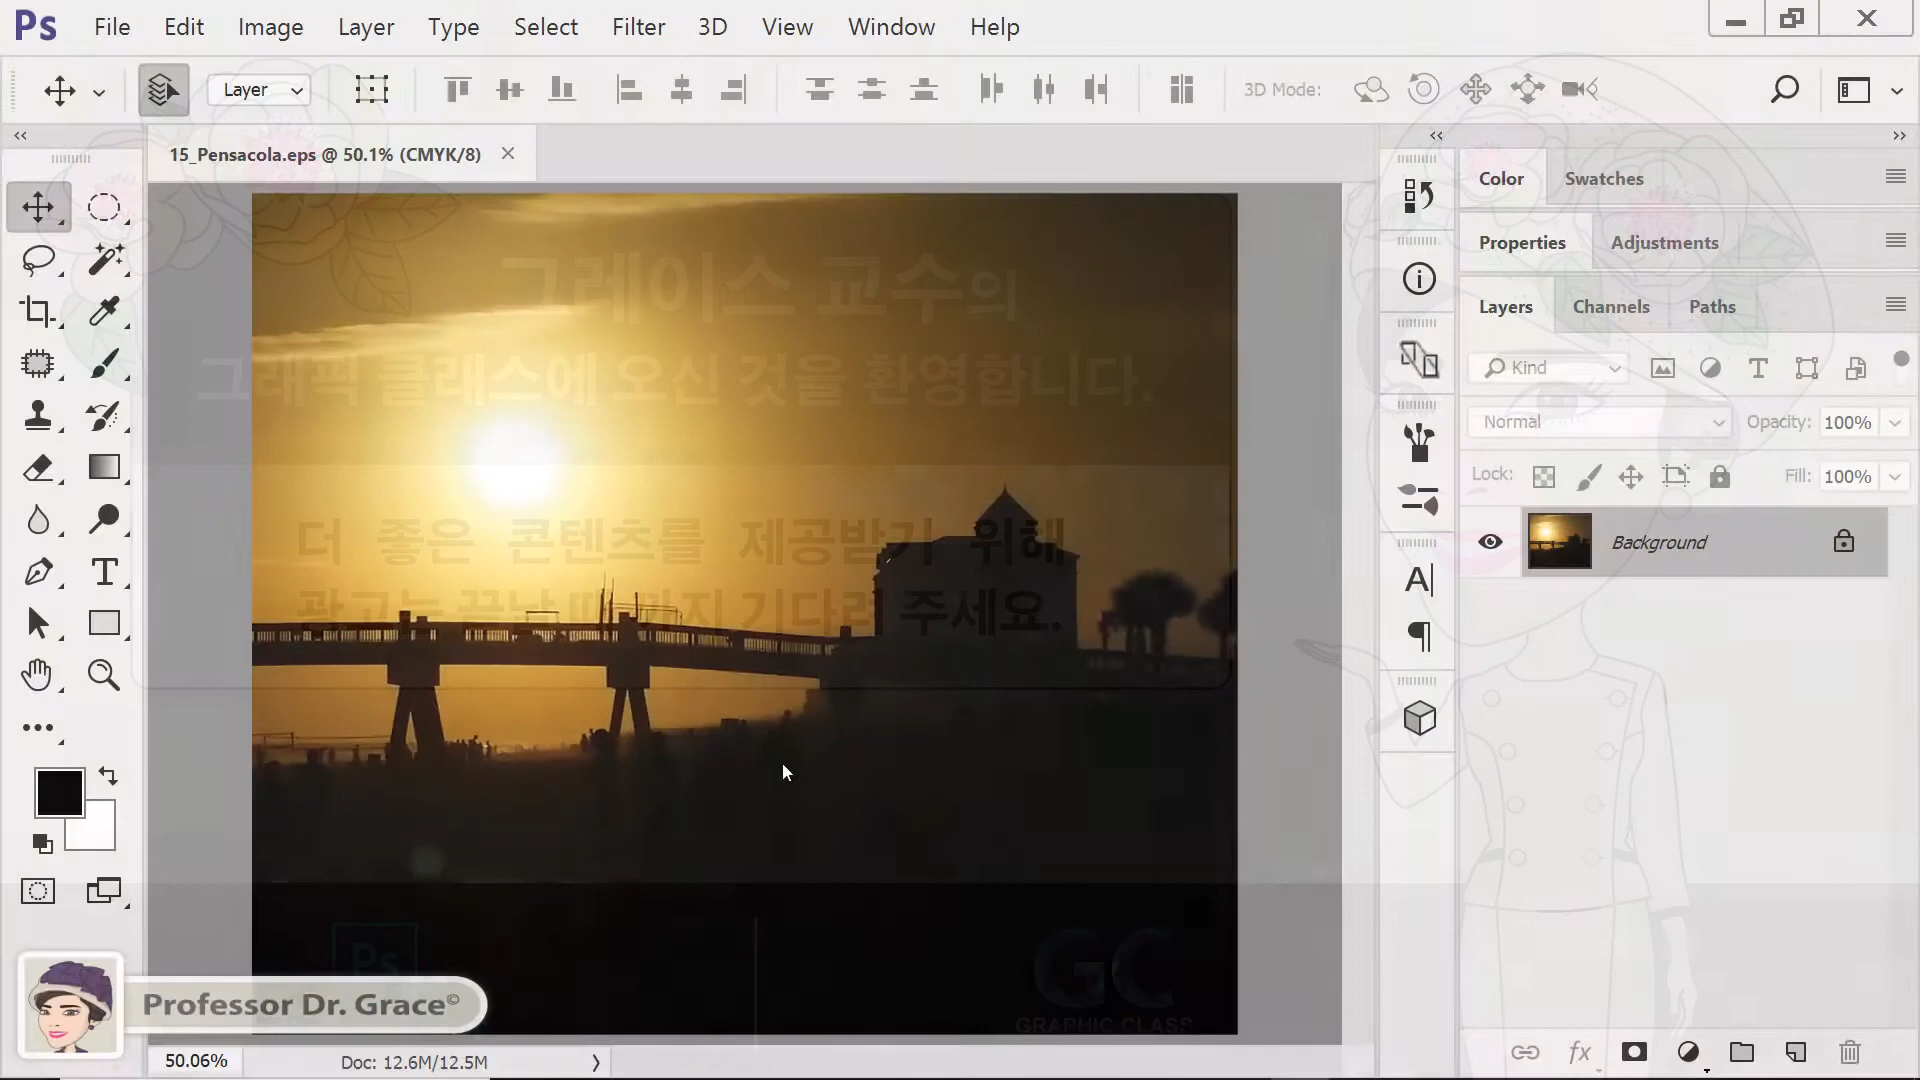 Ps File Edit Image Layer Type Select Filter 3D View Window Help
Layer 3D Mode:
15_Pensacola.eps @ 50.1% (CMYK/8)
Color Swatches
Properties Adjustments
Layers Channels Paths
Kind
Normal Opacity: 100%
Lock: Fill: 100%
Background
그레이스 교수의
그래픽 클래스에 오신 것을 환영합니다.
더 좋은 콘텐츠를 제공받기 위해
광고는 끝날 때까지 기다려 주세요.
Ps
GC
GRAPHIC CLASS
Professor Dr. Grace©
50.06% Doc: 12.6M/12.5M
fx